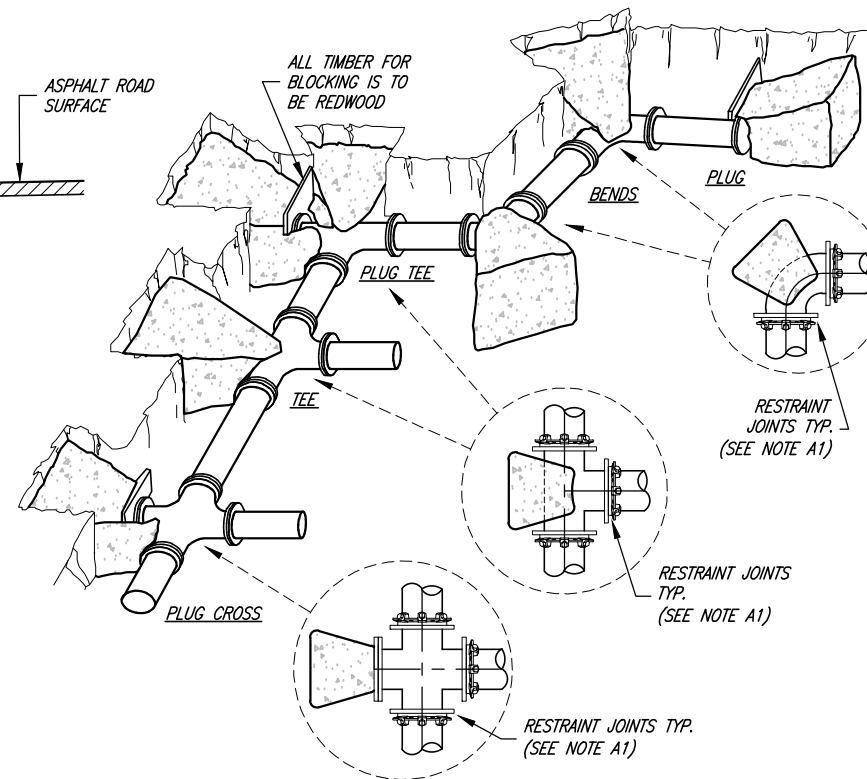 ASPHALT ROAD
SURFACE
ALL TIMBER FOR
BLOCKING IS TO
BE REDWOOD
BENDS
PLUG
PLUG TEE
TEE
PLUG CROSS
RESTRAINT
JOINTS TYP.
(SEE NOTE A1)
RESTRAINT JOINTS
TYP.
(SEE NOTE A1)
RESTRAINT JOINTS TYP.
(SEE NOTE A1)